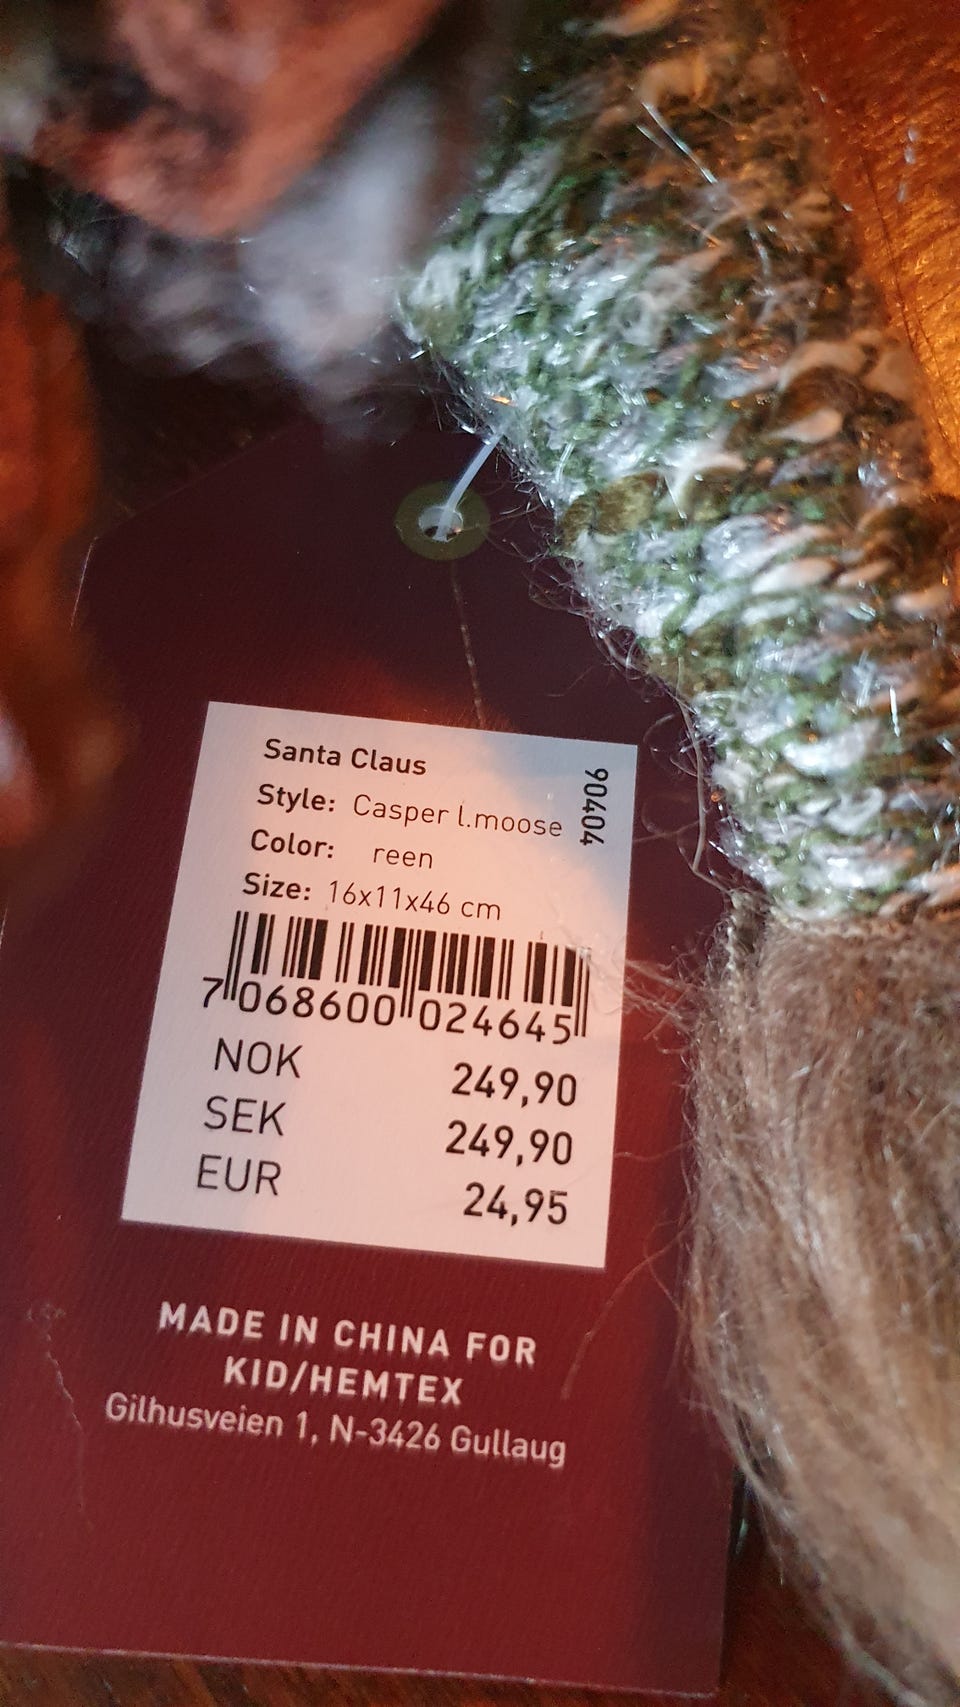 Santa Claus
90404
Style: Casper l.moose
Color: reen
Size: 16x11x46 cm
7 068600 024645
NOK 249,90
SEK 249,90
EUR 24,95
MADE IN CHINA FOR
KID/HEMTEX
Gilhusveien 1, N-3426 Gullaug